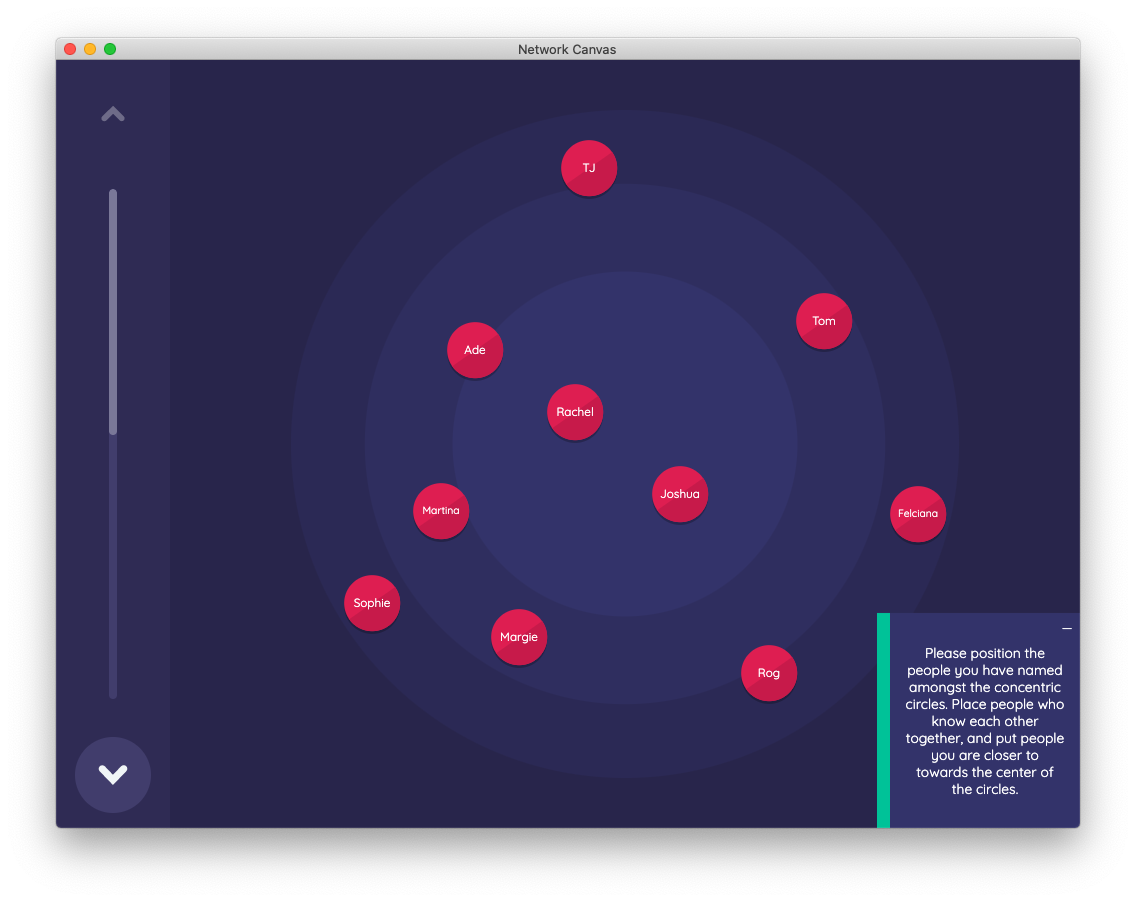 Network Canvas
TJ
Tom
Ade
Rachel
Joshua
Martina
Felciana
Sophie
Margie
Rog
Please position the
people you have named
amongst the concentric
circles. Place people who
know each other
together, and put people
you are closer to
towards the center of
the circles.